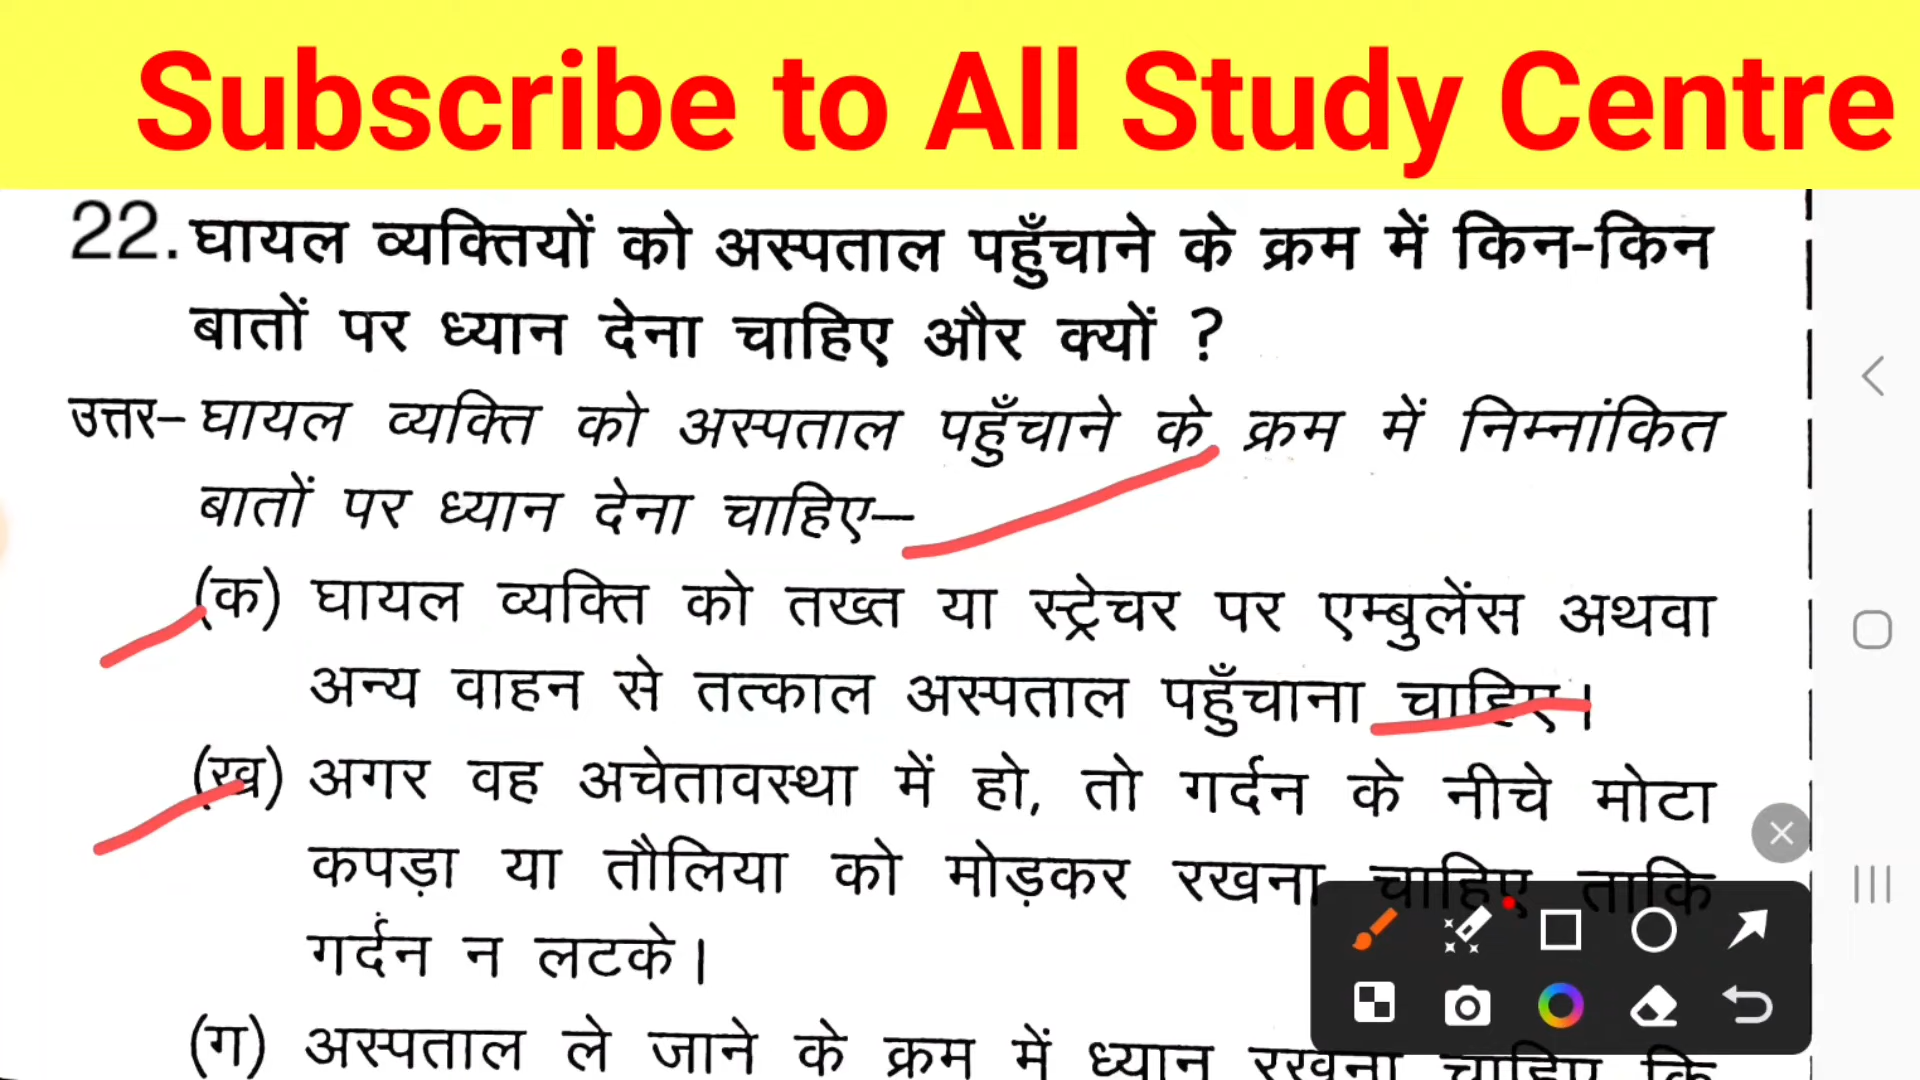 Subscribe to All Study Centre
22. घायल व्यक्तियों को अस्पताल पहुँचाने के क्रम में किन-किन
बातों पर ध्यान देना चाहिए और क्यों ?
उत्तर– घायल व्यक्ति को अस्पताल पहुँचाने के क्रम में निम्नांकित
बातों पर ध्यान देना चाहिए–
(क) घायल व्यक्ति को तख्त या स्ट्रेचर पर एम्बुलेंस अथवा
अन्य वाहन से तत्काल अस्पताल पहुँचाना चाहिए।
(ख) अगर वह अचेतावस्था में हो, तो गर्दन के नीचे मोटा
कपड़ा या तौलिया को मोड़कर रखना चाहिए ताकि
गर्दन न लटके।
(ग) अस्पताल ले जाने के क्रम में ध्यान रखना चाहिए कि